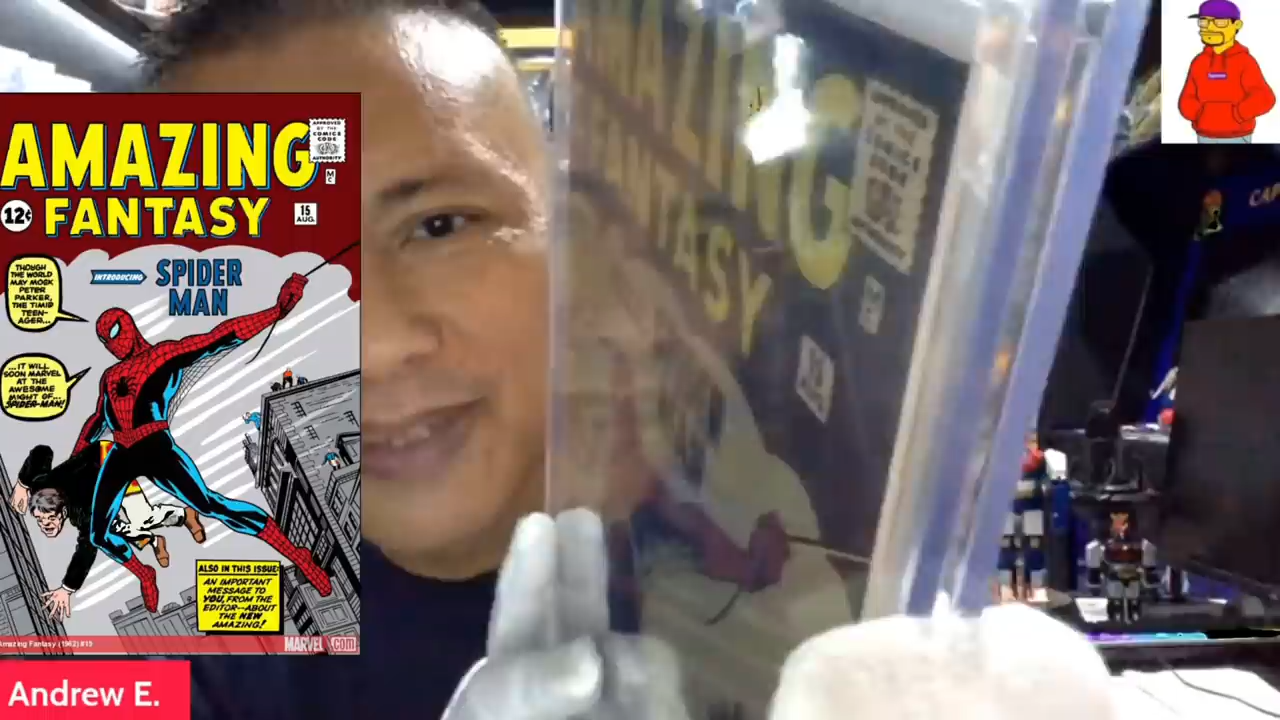 AMAZING
FANTASY
APPROVED
BY THE
COMICS
CODE
AUTHORITY
MC
12¢
15
AUG.
INTRODUCING
SPIDER
MAN
THOUGH
THE WORLD
MAY MOCK
PETER
PARKER,
THE TIMID
TEEN-
AGER...
...IT WILL
SOON MARVEL
AT THE
AWESOME
MIGHT OF...
SPIDER-MAN!
ALSO IN THIS ISSUE:
AN IMPORTANT
MESSAGE TO
YOU, FROM THE
EDITOR--ABOUT
THE NEW
AMAZING!
Amazing Fantasy (1962) #15
MARVEL.com
Andrew E.
AMAZING
FANTASY
CAP